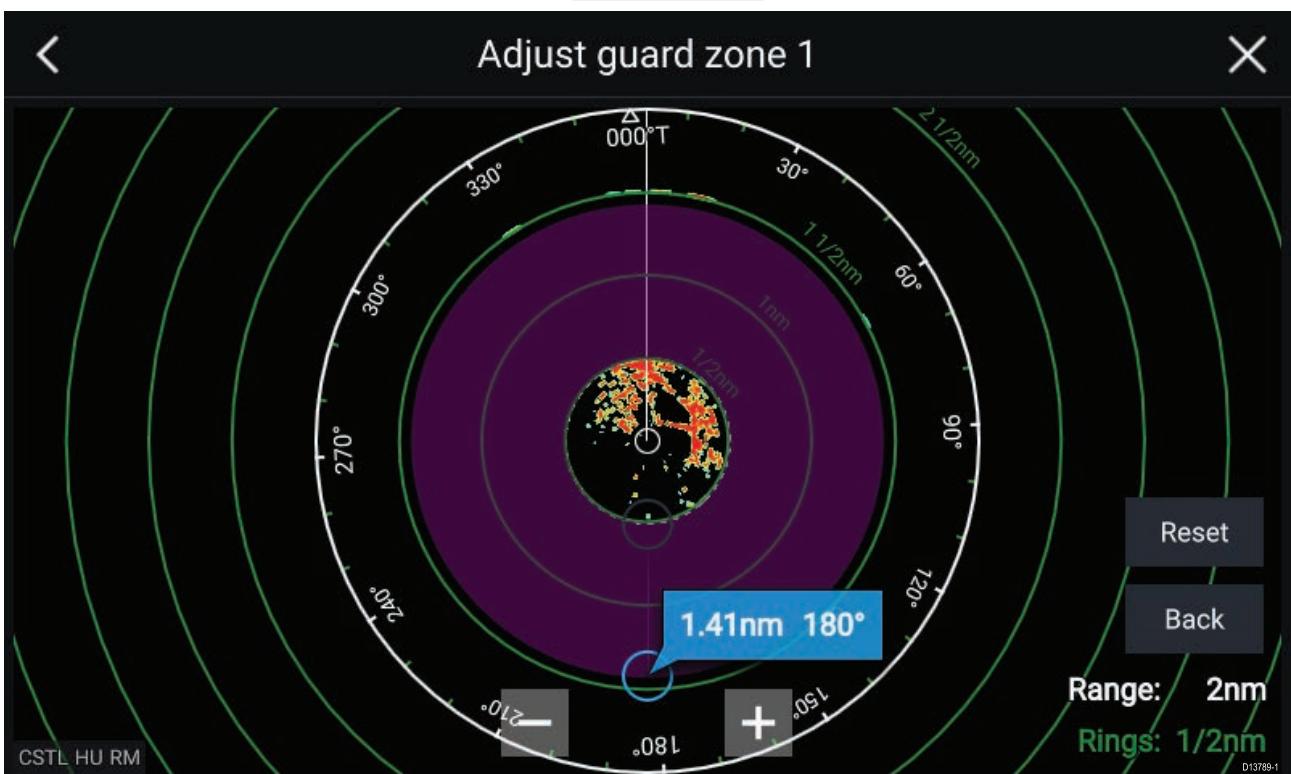 Adjust guard zone 1
000°T
30°
60°
90°
120°
150°
180°
210°
240°
270°
300°
330°
2 1/2nm
1 1/2nm
1nm
1/2nm
1.41nm 180°
Reset
Back
Range: 2nm
Rings: 1/2nm
CSTL HU RM
D13789-1